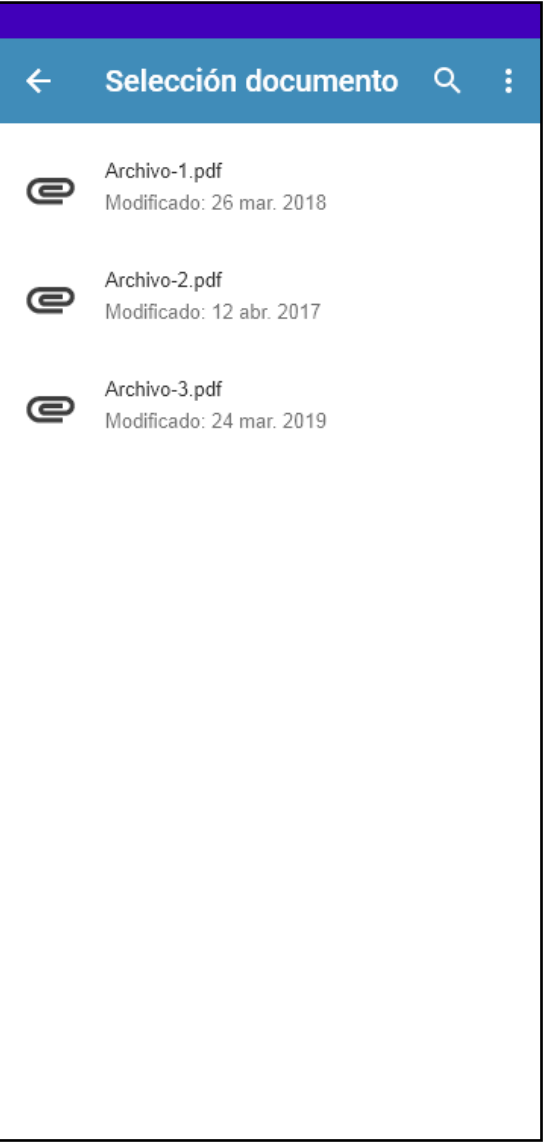 Selección documento
Archivo-1.pdf
Modificado: 26 mar. 2018
Archivo-2.pdf
Modificado: 12 abr. 2017
Archivo-3.pdf
Modificado: 24 mar. 2019